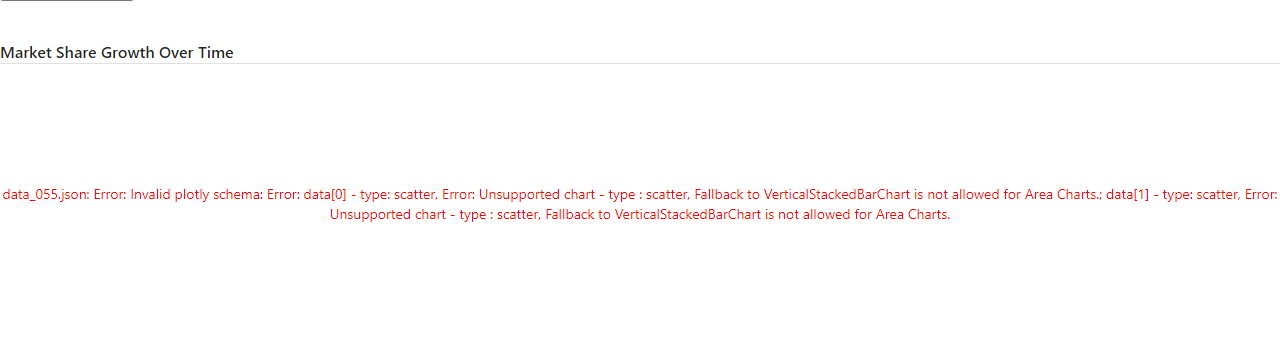 Market Share Growth Over Time
data_055.json: Error: Invalid plotly schema: Error: data[0] - type: scatter, Error: Unsupported chart - type : scatter, Fallback to VerticalStackedBarChart is not allowed for Area Charts.; data[1] - type: scatter, Error:
Unsupported chart - type : scatter, Fallback to VerticalStackedBarChart is not allowed for Area Charts.